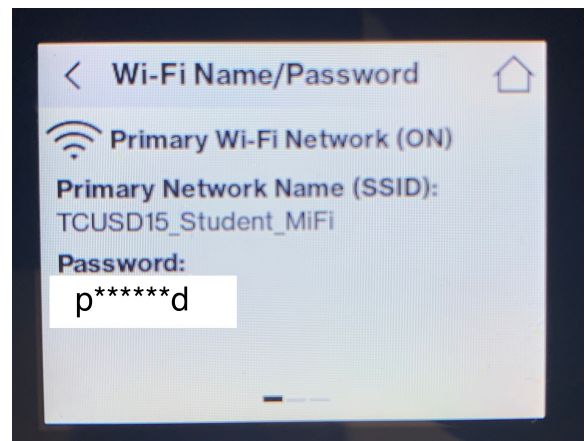 Wi-Fi Name/Password
Primary Wi-Fi Network (ON)
Primary Network Name (SSID):
TCUSD15_Student_MiFi
Password:
p******d